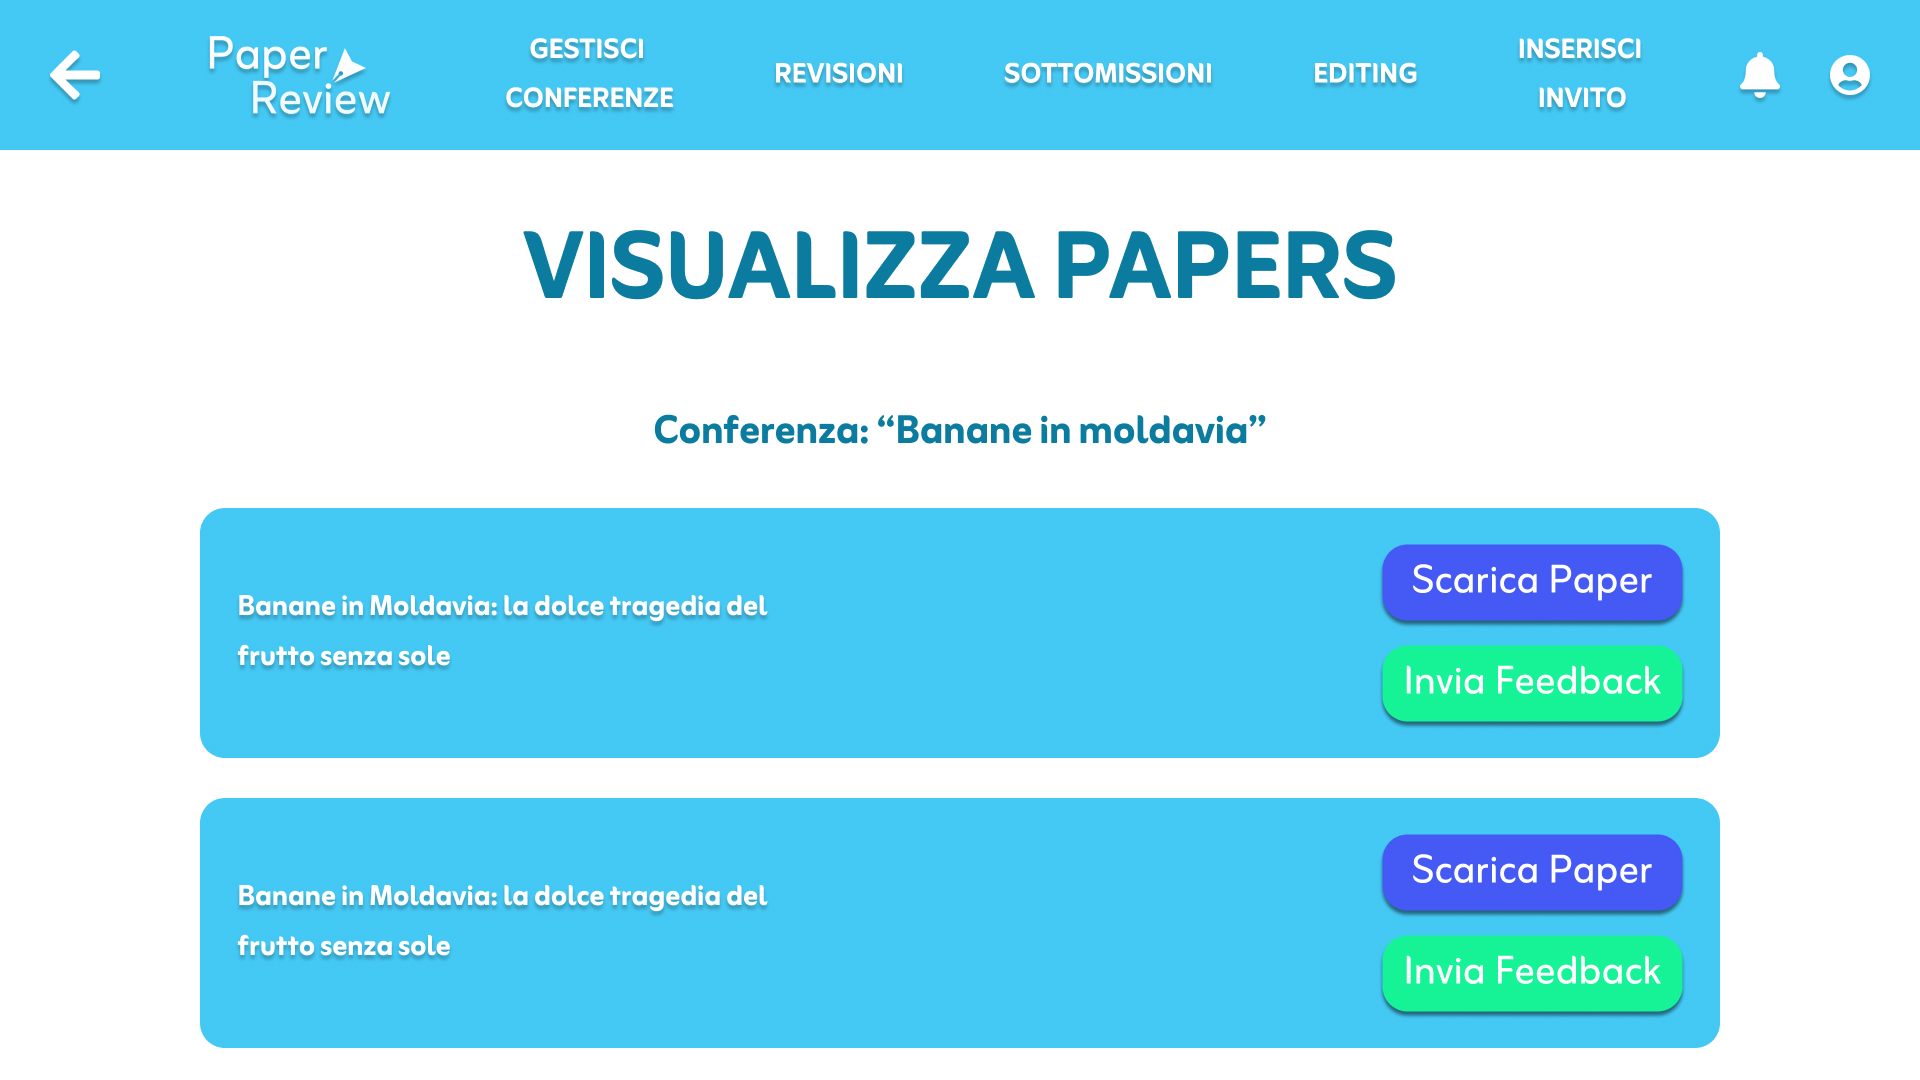 Paper
Review
GESTISCI
CONFERENZE
REVISIONI
SOTTOMISSIONI
EDITING
INSERISCI
INVITO
VISUALIZZA PAPERS
Conferenza: “Banane in moldavia”
Banane in Moldavia: la dolce tragedia del
frutto senza sole
Scarica Paper
Invia Feedback
Banane in Moldavia: la dolce tragedia del
frutto senza sole
Scarica Paper
Invia Feedback